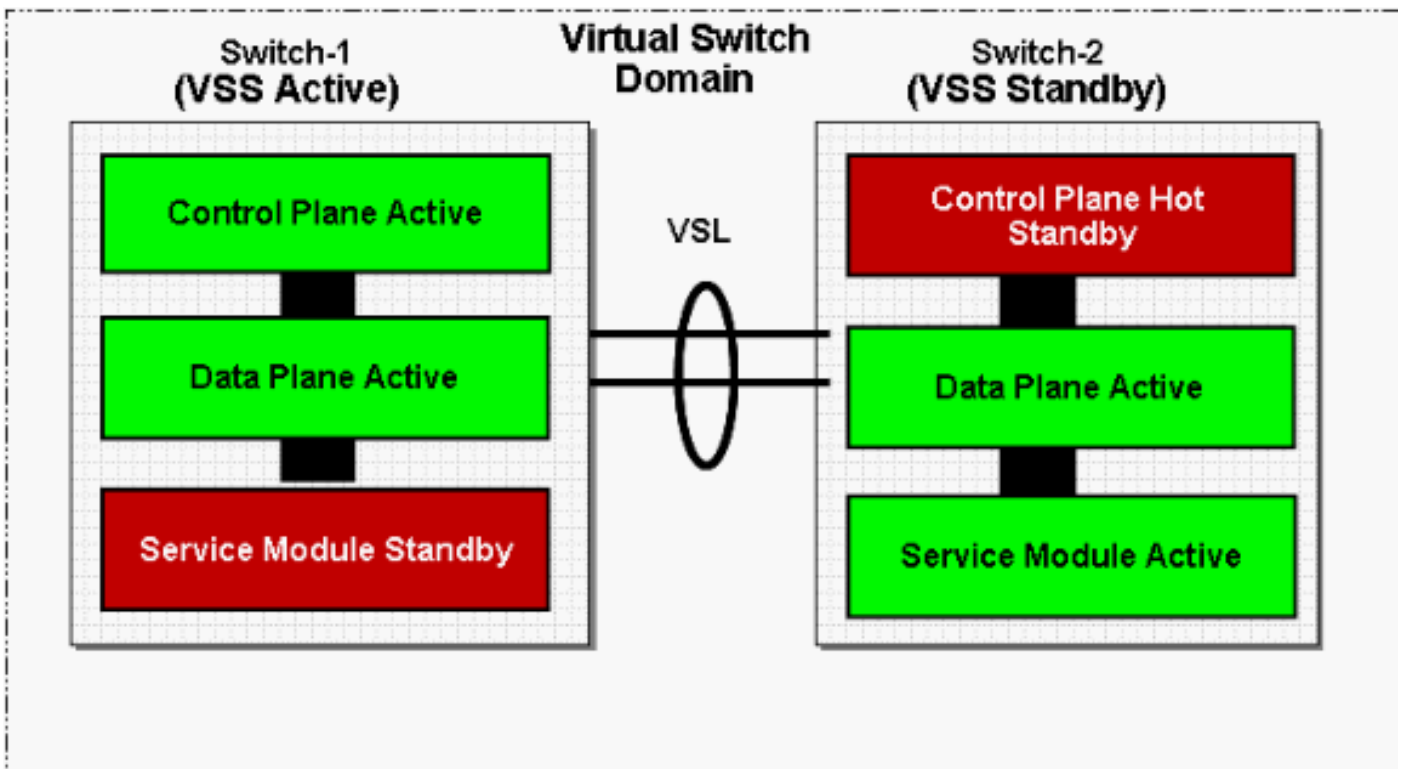 Virtual Switch
Domain
Switch-1
(VSS Active)
Control Plane Active
Data Plane Active
Service Module Standby
VSL
Switch-2
(VSS Standby)
Control Plane Hot
Standby
Data Plane Active
Service Module Active